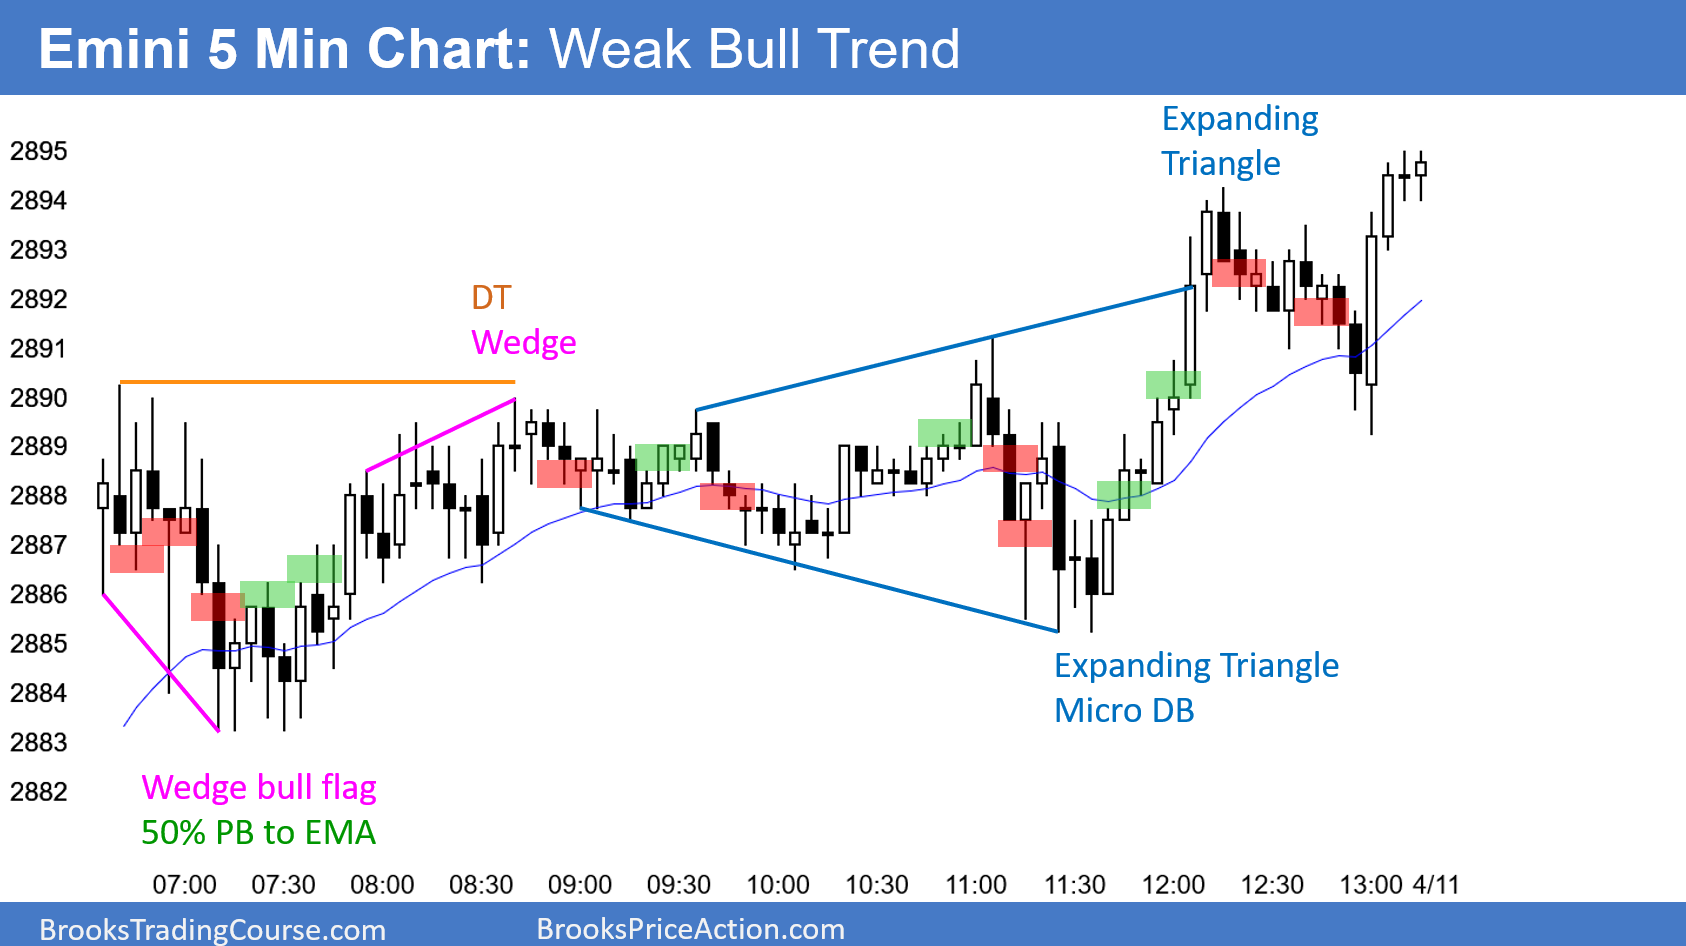 Emini 5 Min Chart: Weak Bull Trend
Expanding
Triangle
2895
2894
2893
2892
2891
2890
2889
2888
2887
2886
2885
2884
2883
2882
DT
Wedge
Expanding Triangle
Micro DB
Wedge bull flag
50% PB to EMA
07:00 07:30 08:00 08:30 09:00 09:30 10:00 10:30 11:00 11:30 12:00 12:30 13:00 4/11
BrooksTradingCourse.com BrooksPriceAction.com